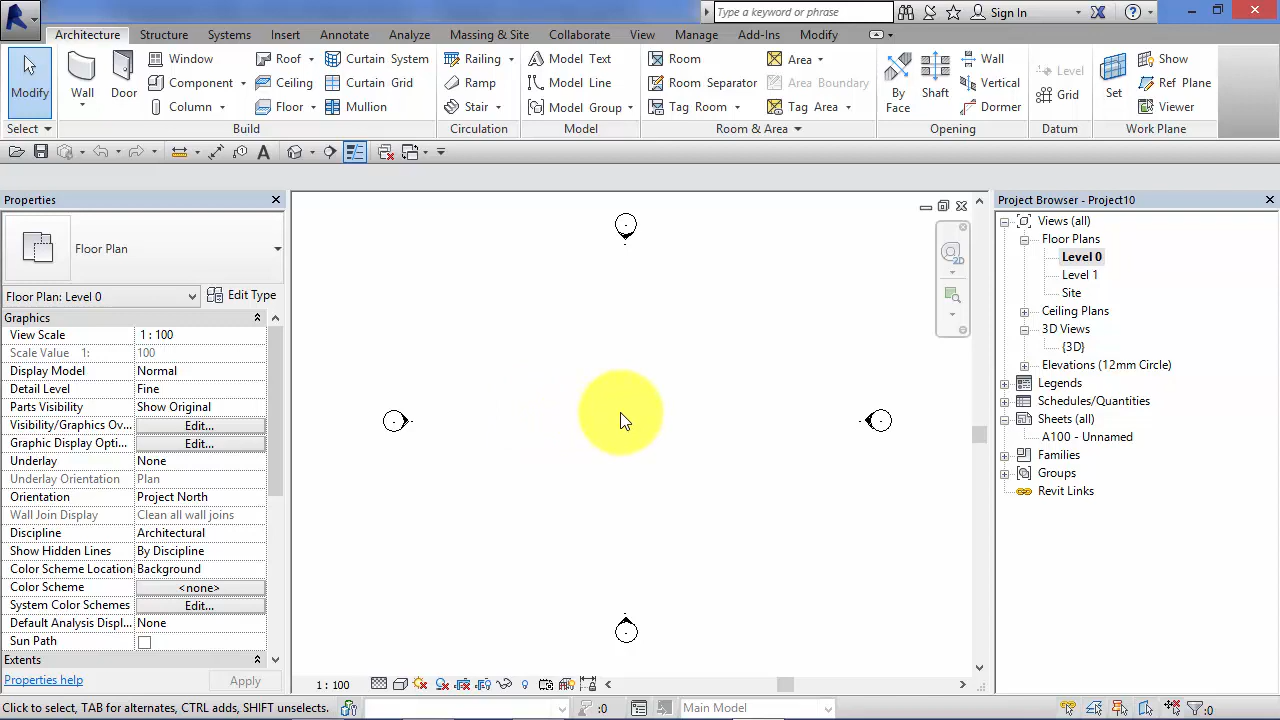 Type a keyword or phrase
Sign In
Architecture Structure Systems Insert Annotate Analyze Massing & Site Collaborate View Manage Add-Ins Modify
Modify
Select
Wall
Door
Window
Component
Column
Roof
Ceiling
Floor
Curtain System
Curtain Grid
Mullion
Build
Railing
Ramp
Stair
Circulation
Model Text
Model Line
Model Group
Model
Room
Room Separator
Tag Room
Area
Area Boundary
Tag Area
Room & Area
By Face
Shaft
Wall
Vertical
Dormer
Opening
Level
Grid
Datum
Set
Show
Ref Plane
Viewer
Work Plane
Properties
Floor Plan
Floor Plan: Level 0
Edit Type
Graphics
View Scale 1 : 100
Scale Value 1: 100
Display Model Normal
Detail Level Fine
Parts Visibility Show Original
Visibility/Graphics Ov... Edit...
Graphic Display Opti... Edit...
Underlay None
Underlay Orientation Plan
Orientation Project North
Wall Join Display Clean all wall joins
Discipline Architectural
Show Hidden Lines By Discipline
Color Scheme Location Background
Color Scheme <none>
System Color Schemes Edit...
Default Analysis Displ... None
Sun Path
Extents
Properties help
Apply
2D
1 : 100
Project Browser - Project10
Views (all)
Floor Plans
Level 0
Level 1
Site
Ceiling Plans
3D Views
{3D}
Elevations (12mm Circle)
Legends
Schedules/Quantities
Sheets (all)
A100 - Unnamed
Families
Groups
Revit Links
Click to select, TAB for alternates, CTRL adds, SHIFT unselects.
:0
Main Model
:0